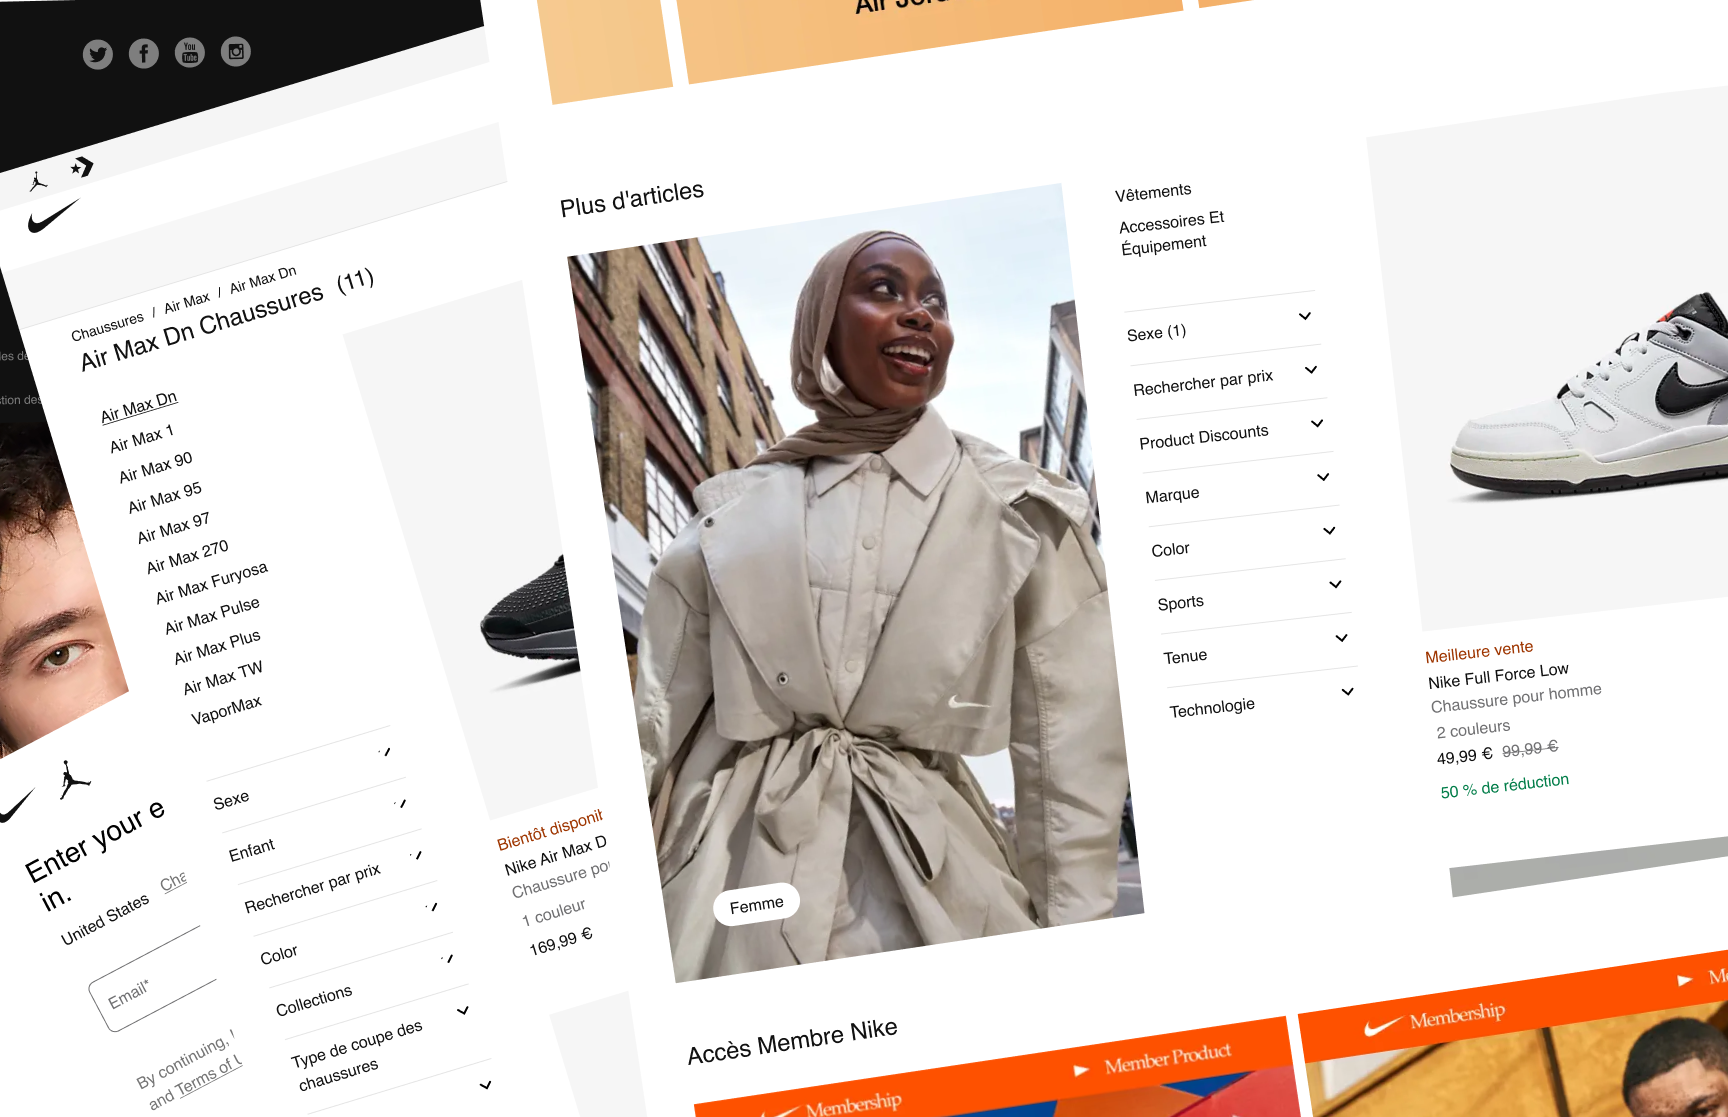 You
Tube
Chaussures / Air Max / Air Max Dn
Air Max Dn Chaussures (11)
Air Max Dn
Air Max 1
Air Max 90
Air Max 95
Air Max 97
Air Max 270
Air Max Furyosa
Air Max Pulse
Air Max Plus
Air Max TW
VaporMax
Sexe
Enfant
Rechercher par prix
Color
Collections
Type de coupe des
chaussures
Enter your e
in.
United States
Email*
By continuing,
and Terms of
Nike Air Max D
Chaussure
1 couleur
169,99 €
Air
Plus d'articles
Femme
Accès Membre Nike
Membership
Member Product
Membership
Vêtements
Accessoires Et
Équipement
Sexe (1)
Rechercher par prix
Product Discounts
Marque
Color
Sports
Tenue
Technologie
Meilleure vente
Nike Full Force Low
Chaussure pour homme
2 couleurs
49,99 € 99,99 €
50 % de réduction